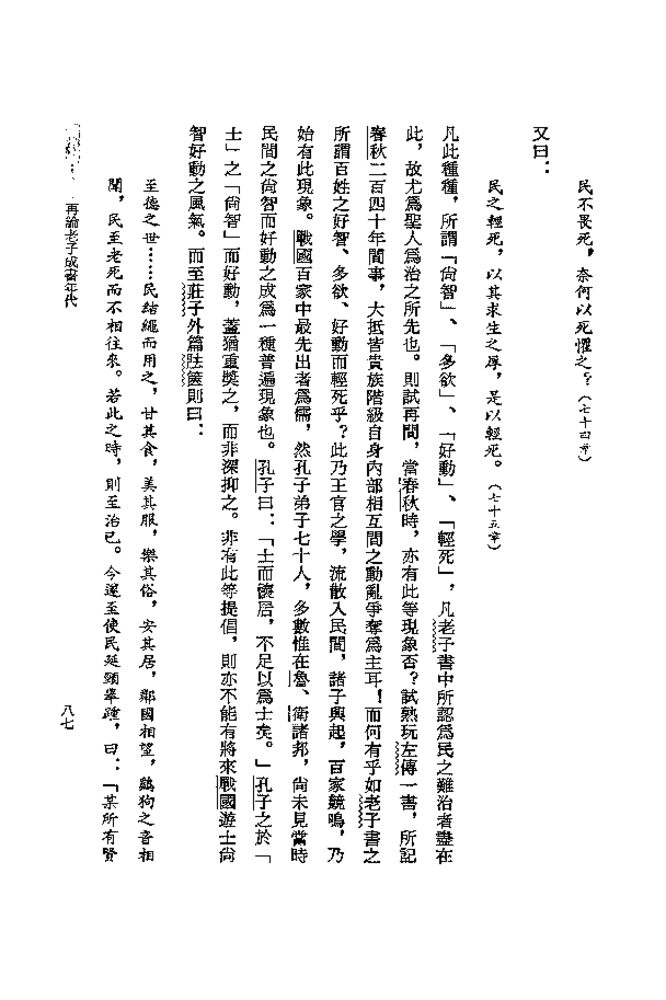 民不畏死，奈何以死懼之？（七十四章）
又曰：
民之輕死，以其求生之厚，是以輕死。（七十五章）
凡此種種，所謂「尙智」、「多欲」、「好動」、「輕死」，凡老子書中所認爲民之難治者盡在
此，故尤爲聖人爲治之所先也。則試再問，當春秋時，亦有此等現象否？試熟玩左傳一書，所記
春秋二百四十年間事，大抵皆貴族階級自身內部相互間之動亂爭奪爲主耳！而何有乎如老子書之
所謂百姓之好智、多欲、好動而輕死乎？此乃王官之學，流散入民間，諸子興起，百家競鳴，乃
始有此現象。戰國百家中最先出者爲儒，然孔子弟子七十人，多數惟在魯、衛諸邦，尙未見當時
民間之尙智而好動之成爲一種普遍現象也。孔子曰：「士而懷居，不足以爲士矣。」孔子之於「
士」之「尙智」而好動，蓋猶重獎之，而非深抑之。非有此等提倡，則亦不能有將來戰國遊士尙
智好動之風氣。而至莊子外篇胠篋則曰：
至德之世……民結繩而用之，甘其食，美其服，樂其俗，安其居，鄰國相望，雞狗之音相
聞，民至老死而不相往來。若此之時，則至治已。今遂至使民延頸舉踵，曰：「某所有賢
再論老子成書年代
八七